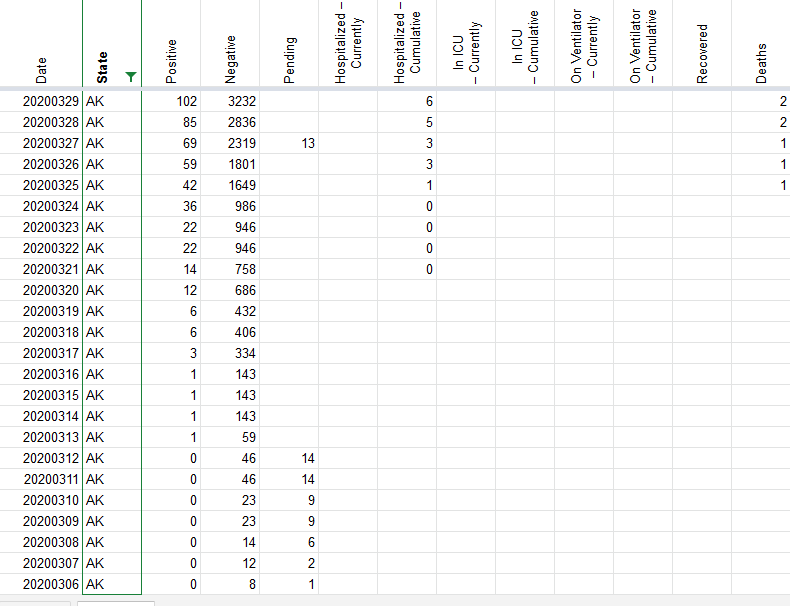 Date State Positive Negative Pending Hospitalized – Currently Hospitalized – Cumulative In ICU – Currently In ICU – Cumulative On Ventilator – Currently On Ventilator – Cumulative Recovered Deaths
20200329 AK 102 3232 6 2
20200328 AK 85 2836 5 2
20200327 AK 69 2319 13 3 1
20200326 AK 59 1801 3 1
20200325 AK 42 1649 1 1
20200324 AK 36 986 0
20200323 AK 22 946 0
20200322 AK 22 946 0
20200321 AK 14 758 0
20200320 AK 12 686
20200319 AK 6 432
20200318 AK 6 406
20200317 AK 3 334
20200316 AK 1 143
20200315 AK 1 143
20200314 AK 1 143
20200313 AK 1 59
20200312 AK 0 46 14
20200311 AK 0 46 14
20200310 AK 0 23 9
20200309 AK 0 23 9
20200308 AK 0 14 6
20200307 AK 0 12 2
20200306 AK 0 8 1